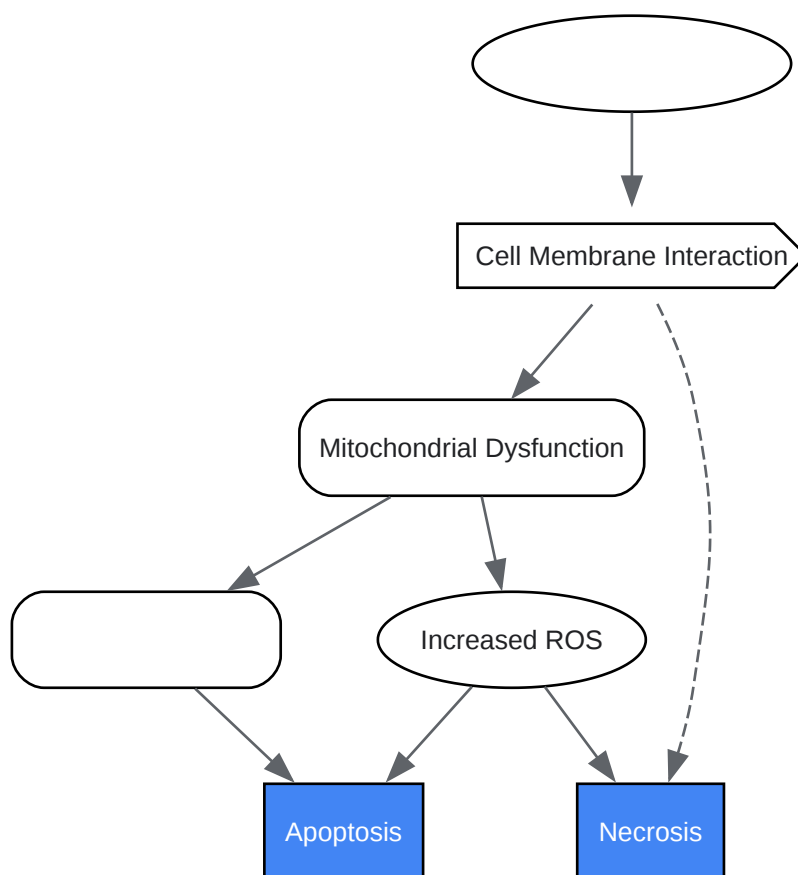 Cell Membrane Interaction
Mitochondrial Dysfunction
Increased ROS
Apoptosis
Necrosis